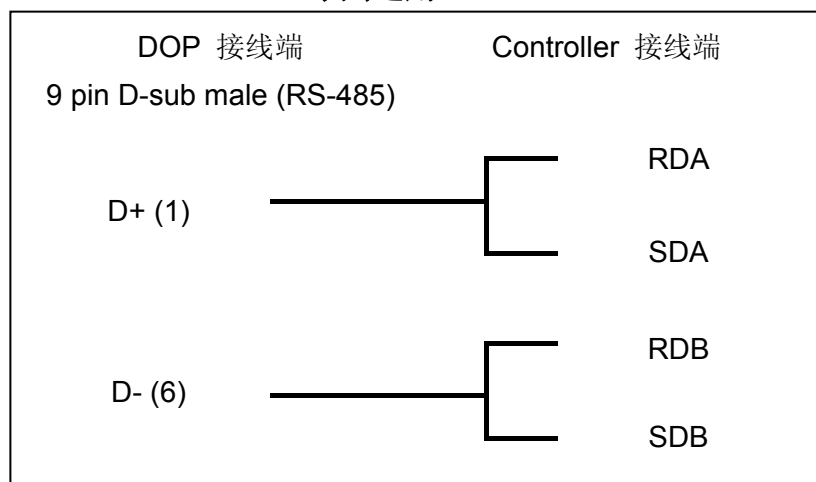 DOP 接线端
Controller 接线端
9 pin D-sub male (RS-485)
RDA
D+ (1)
SDA
RDB
D- (6)
SDB